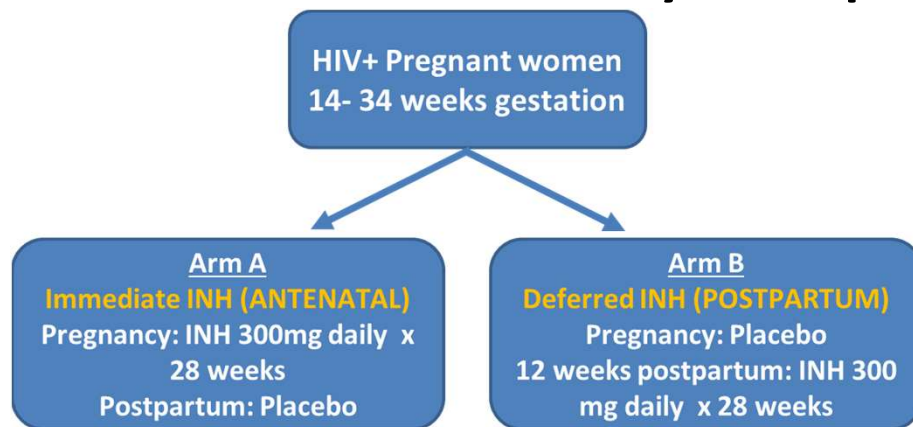 HIV+ Pregnant women
14- 34 weeks gestation
Arm A
Immediate INH (ANTENATAL)
Pregnancy: INH 300mg daily x
28 weeks
Postpartum: Placebo
Arm B
Deferred INH (POSTPARTUM)
Pregnancy: Placebo
12 weeks postpartum: INH 300
mg daily x 28 weeks